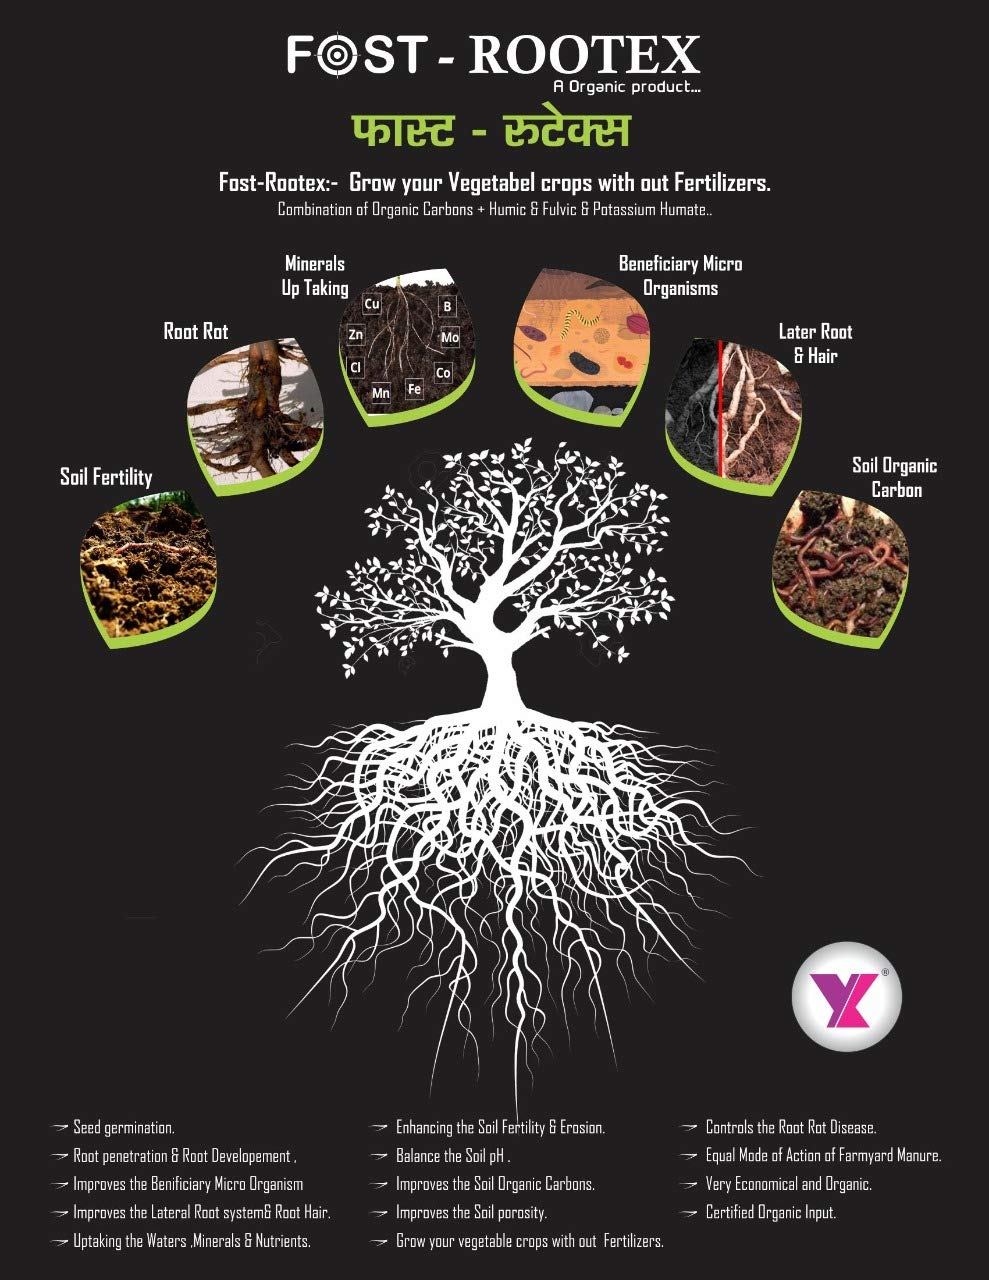 FOST - ROOTEX
A Organic product...
फास्ट - रुटेक्स
Fost-Rootex:- Grow your Vegetabel crops with out Fertilizers.
Combination of Organic Carbons + Humic & Fulvic & Potassium Humate..
Minerals
Up Taking
Beneficiary Micro
Organisms
Root Rot
Later Root
& Hair
Soil Fertility
Soil Organic
Carbon
Cu
B
Zn
Mo
Cl
Co
Mn
Fe
YK®
Seed germination.
Root penetration & Root Developement ,
Improves the Benificiary Micro Organism
Improves the Lateral Root system& Root Hair.
Uptaking the Waters ,Minerals & Nutrients.
Enhancing the Soil Fertility & Erosion.
Balance the Soil pH .
Improves the Soil Organic Carbons.
Improves the Soil porosity.
Grow your vegetable crops with out Fertilizers.
Controls the Root Rot Disease.
Equal Mode of Action of Farmyard Manure.
Very Economical and Organic.
Certified Organic Input.